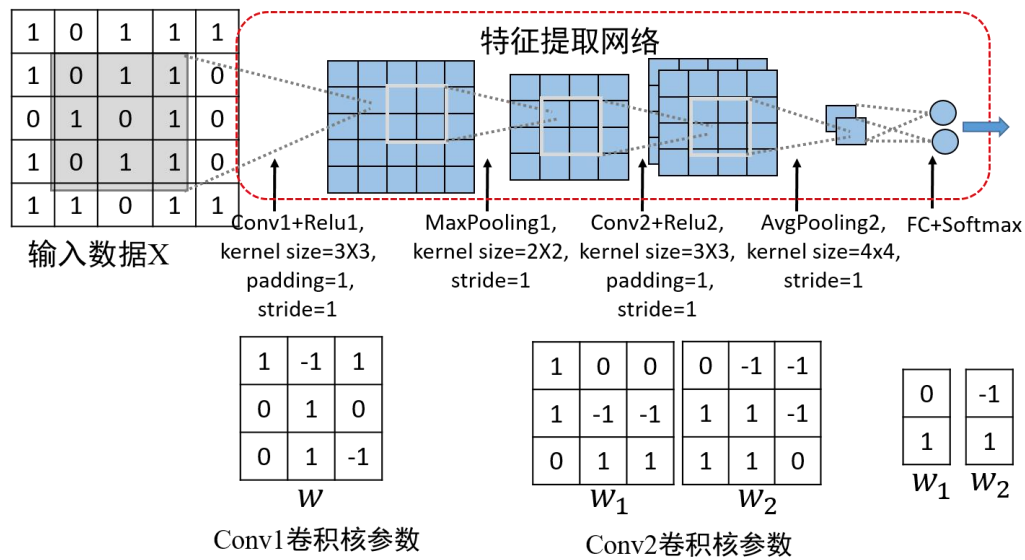 1 0 1 1 1
1 0 1 1 0
0 1 0 1 0
1 0 1 1 0
1 1 0 1 1
输入数据X
特征提取网络
Conv1+Relu1,
kernel size=3X3,
padding=1,
stride=1
MaxPooling1,
kernel size=2X2,
stride=1
Conv2+Relu2,
kernel size=3X3,
padding=1,
stride=1
AvgPooling2,
kernel size=4x4,
stride=1
FC+Softmax
1 -1 1
0 1 0
0 1 -1
w
Conv1卷积核参数
1 0 0
1 -1 -1
0 1 1
w₁
0 -1 -1
1 1 -1
1 1 0
w₂
Conv2卷积核参数
0
1
w₁
-1
1
w₂